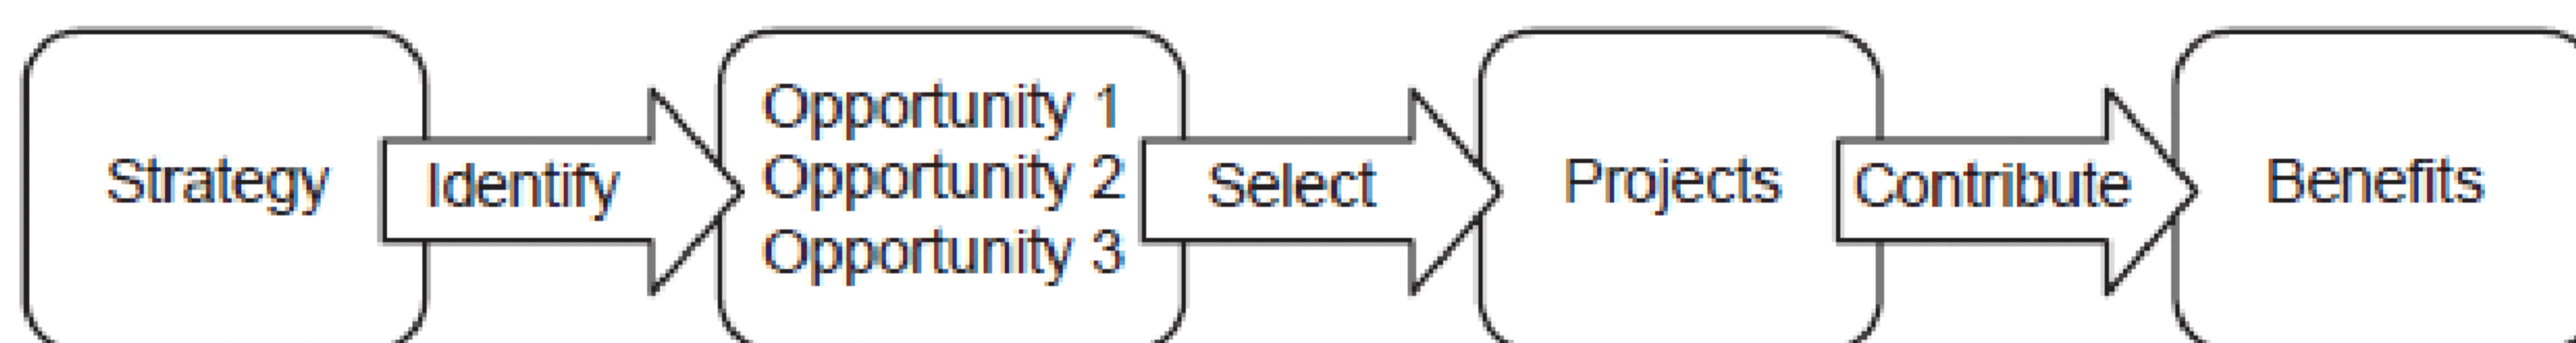 Strategy
Identify
Opportunity 1
Opportunity 2
Opportunity 3
Select
Projects
Contribute
Benefits